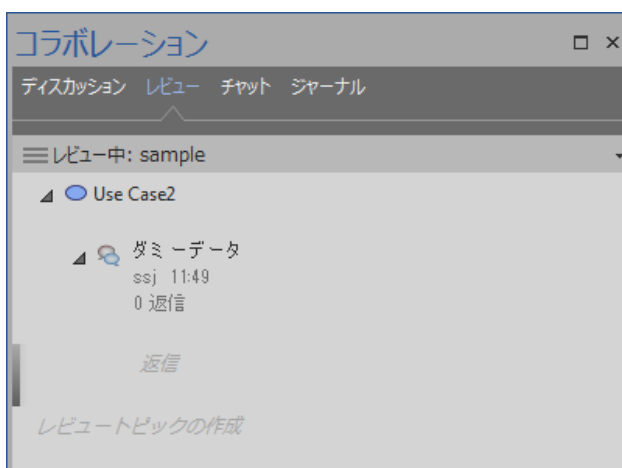 コラボレーション
ディスカッション レビュー チャット ジャーナル
レビュー中: sample
Use Case2
ダミーデータ
ssj 11:49
0 返信
返信
レビュートピックの作成